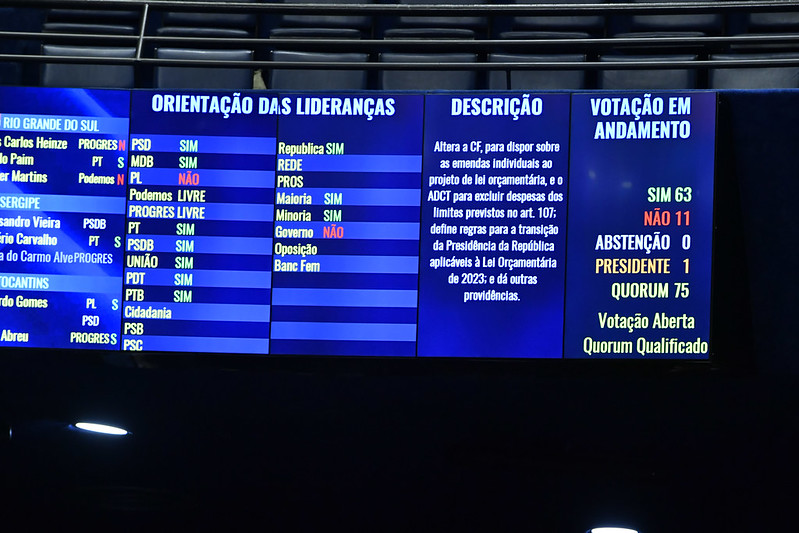 RIO GRANDE DO SUL
Carlos Heinze PROGRES N
Paim PT S
Martins Podemos N
SERGIPE
Vieira PSDB
Carvalho PT S
do Carmo Alve PROGRES
Gomes PL S
PSD
Abreu PROGRES S
ORIENTAÇÃO DAS LIDERANÇAS
PSD SIM
MDB SIM
PL NÃO
Podemos LIVRE
PROGRES LIVRE
PT SIM
PSDB SIM
UNIÃO SIM
PDT SIM
PTB SIM
Cidadania
PSB
PSC
Republica SIM
REDE
PROS
Maioria SIM
Minoria SIM
Governo NÃO
Oposição
Banc Fem
DESCRIÇÃO
Altera a CF, para dispor sobre
as emendas individuais ao
projeto de lei orçamentária, e o
ADCT para excluir despesas dos
limites previstos no art. 107;
define regras para a transição
da Presidência da República
aplicáveis à Lei Orçamentária
de 2023; e dá outras
providências.
VOTAÇÃO EM
ANDAMENTO
SIM 63
NÃO 11
ABSTENÇÃO 0
PRESIDENTE 1
QUORUM 75
Votação Aberta
Quorum Qualificado